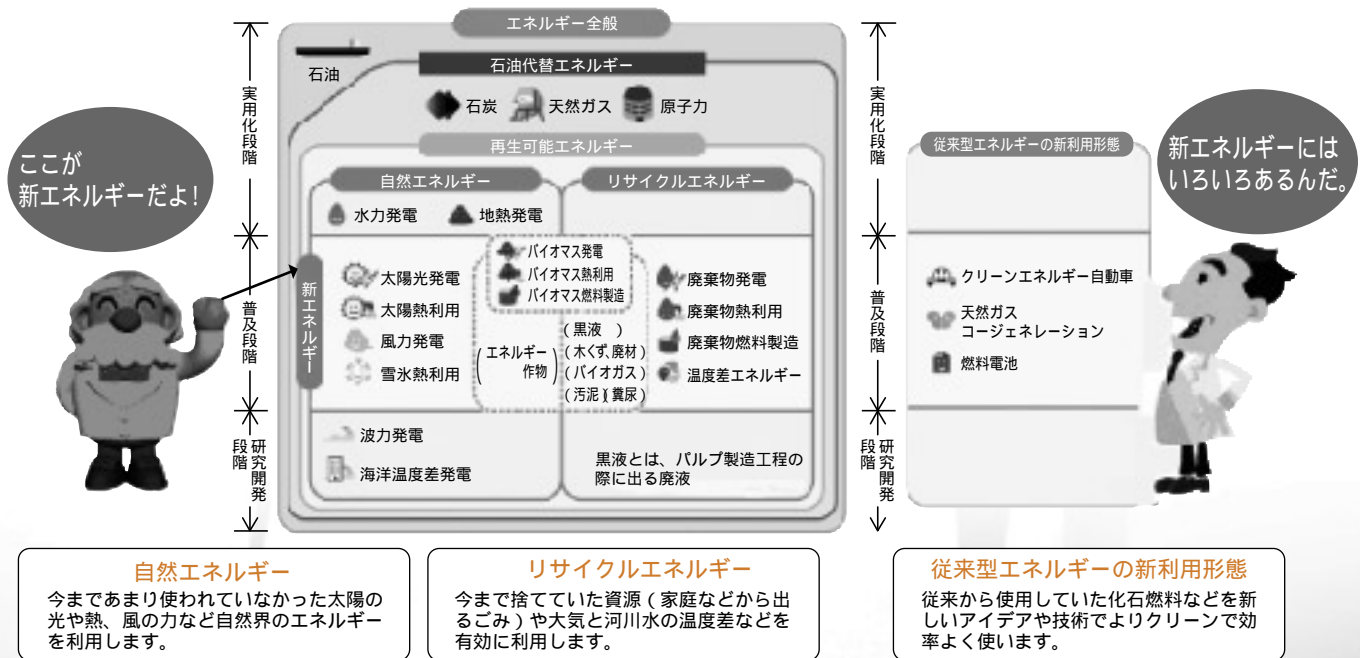 エネルギー全般
石油
石油代替エネルギー
石炭
天然ガス
原子力
再生可能エネルギー
自然エネルギー
リサイクルエネルギー
水力発電
地熱発電
新エネルギー
太陽光発電
太陽熱利用
風力発電
雪氷熱利用
バイオマス発電
バイオマス熱利用
バイオマス燃料製造
(エネルギー
作物)
(黒液　)
(木くず,廃材)
(バイオガス)
(汚泥)(糞尿)
廃棄物発電
廃棄物熱利用
廃棄物燃料製造
温度差エネルギー
波力発電
海洋温度差発電
黒液とは、パルプ製造工程の
際に出る廃液
実用化段階
普及段階
研究開発
段階
ここが
新エネルギーだよ!
実用化段階
普及段階
研究開発
段階
従来型エネルギーの新利用形態
クリーンエネルギー自動車
天然ガス
コージェネレーション
燃料電池
新エネルギーには
いろいろあるんだ。
自然エネルギー
今まであまり使われていなかった太陽の
光や熱、風の力など自然界のエネルギー
を利用します。
リサイクルエネルギー
今まで捨てていた資源(家庭などから出
るごみ)や大気と河川水の温度差などを
有効に利用します。
従来型エネルギーの新利用形態
従来から使用していた化石燃料などを新
しいアイデアや技術でよりクリーンで効
率よく使います。